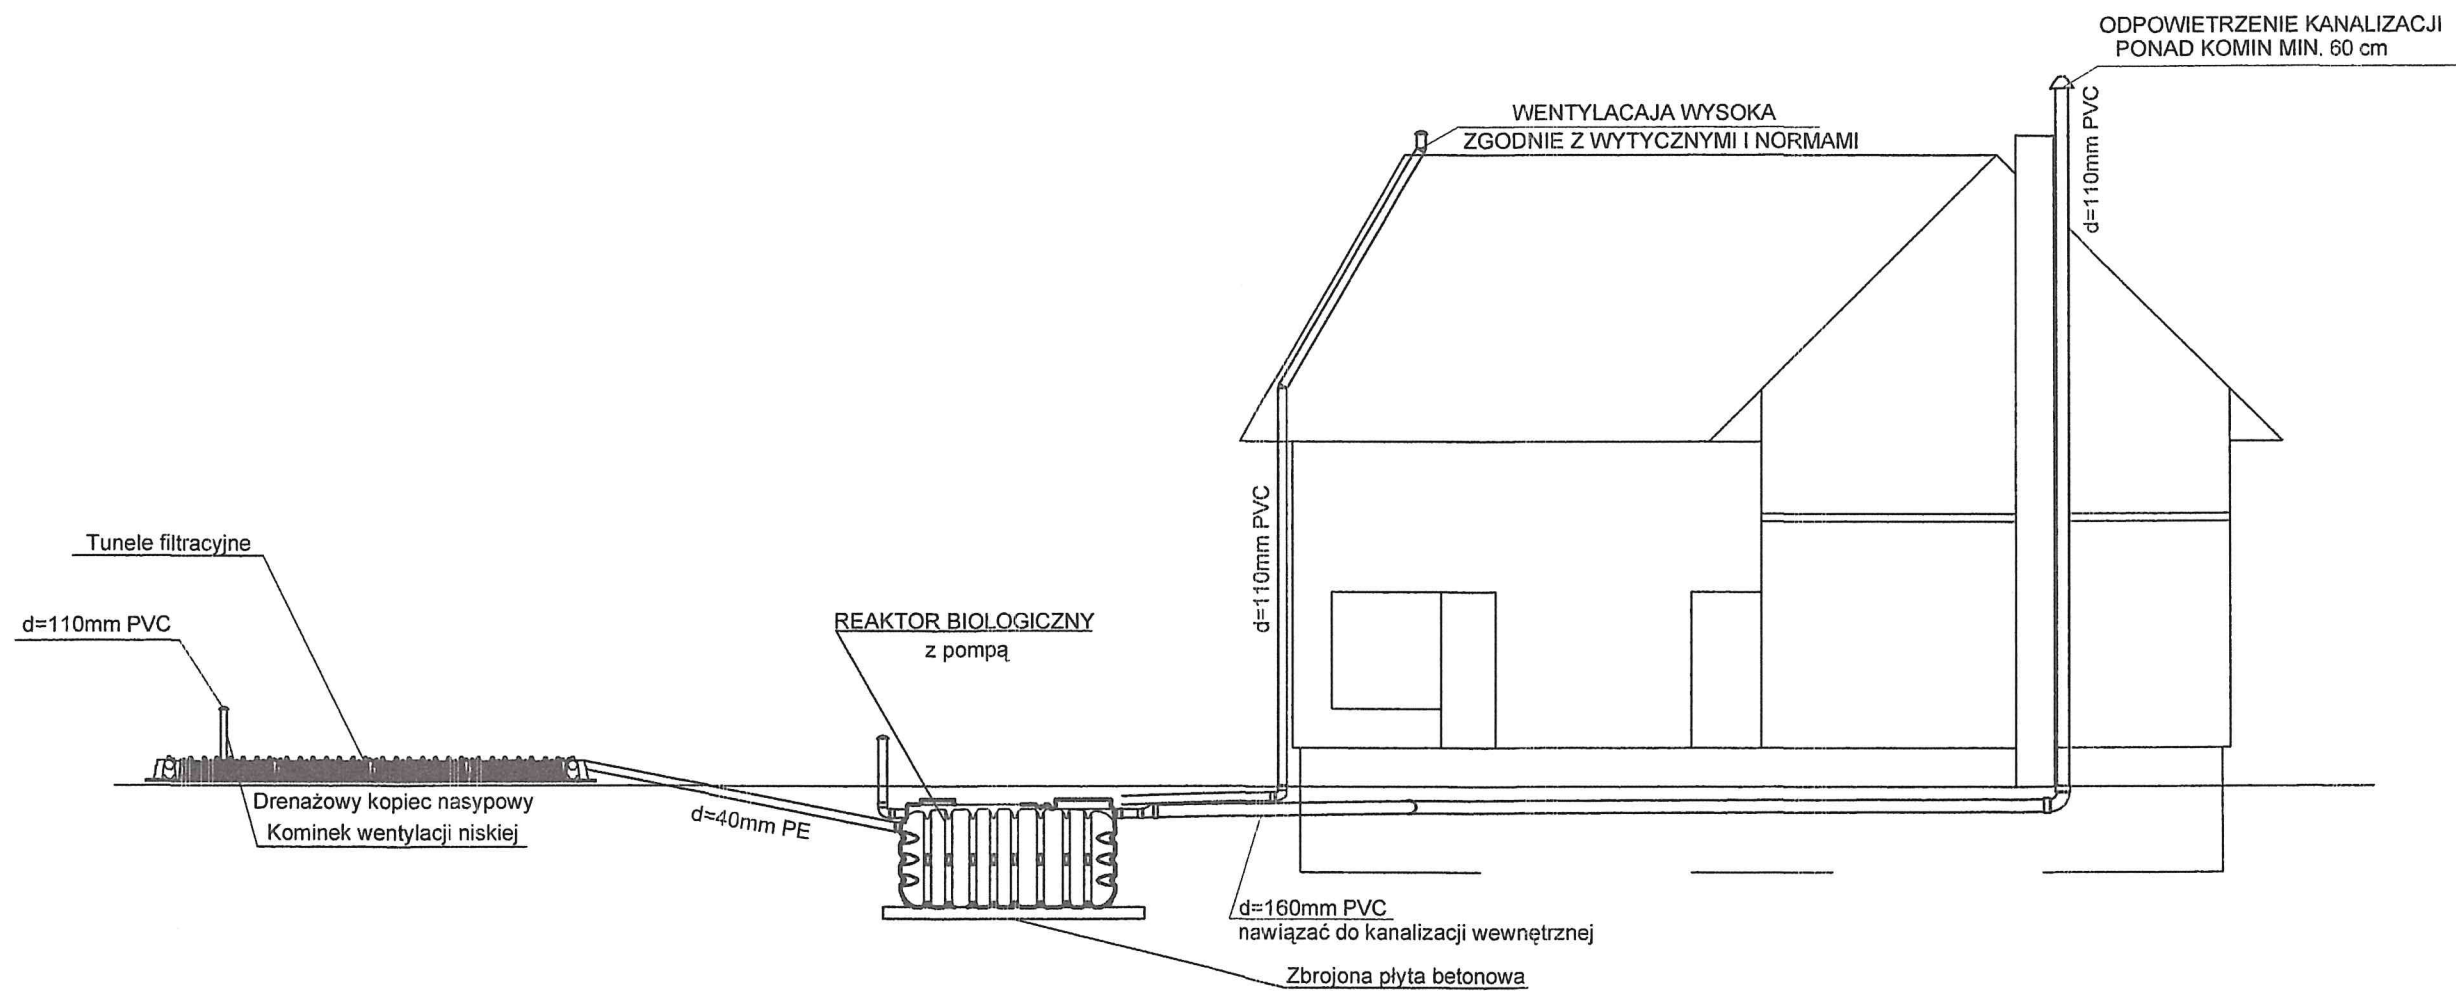 ODPOWIETRZENIE KANALIZACJI
PONAD KOMIN MIN. 60 cm
d=110mm PVC
WENTYLACAJA WYSOKA
ZGODNIE Z WYTYCZNYMI I NORMAMI
d=110mm PVC
Tunele filtracyjne
d=110mm PVC
REAKTOR BIOLOGICZNY
z pompą
Drenażowy kopiec nasypowy
Kominek wentylacji niskiej
d=40mm PE
d=160mm PVC
nawiązać do kanalizacji wewnętrznej
Zbrojona płyta betonowa